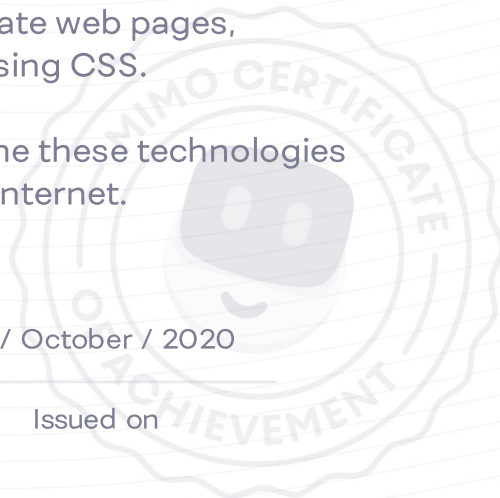 ate web pages,
sing CSS.
ne these technologies
nternet.
/ October / 2020
Issued on
MIMO CERTIFICATE
OF ACHIEVEMENT